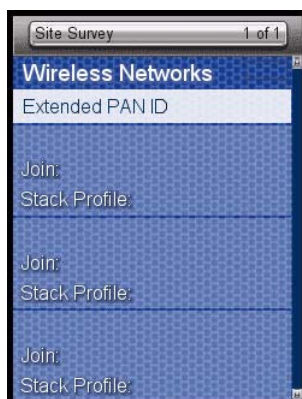 Site Survey 1 of 1
Wireless Networks
Extended PAN ID
Join:
Stack Profile:
Join:
Stack Profile:
Join:
Stack Profile: